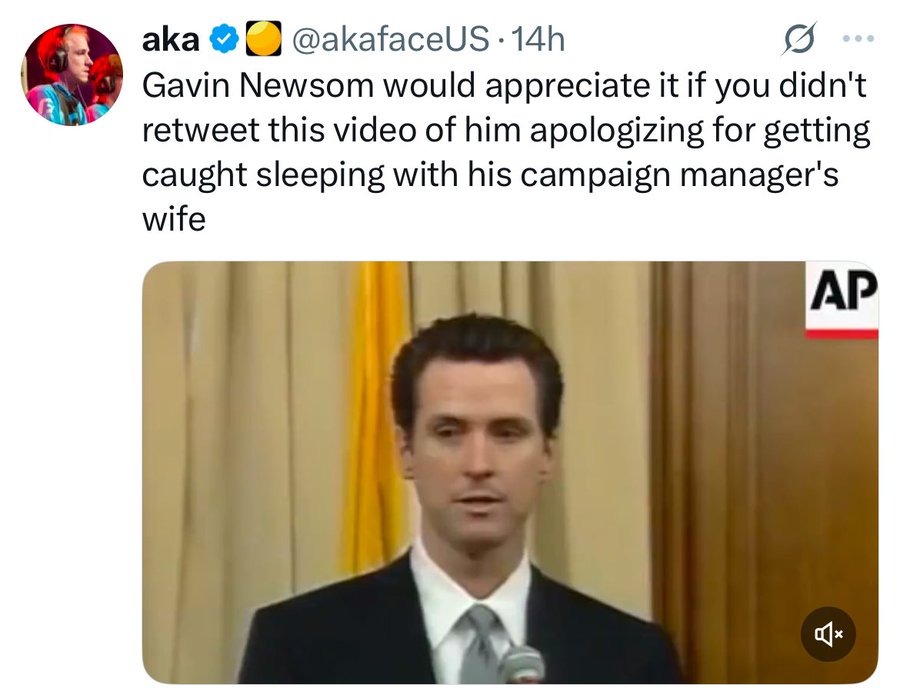 aka @akafaceUS · 14h
Gavin Newsom would appreciate it if you didn't
retweet this video of him apologizing for getting
caught sleeping with his campaign manager's
wife
AP